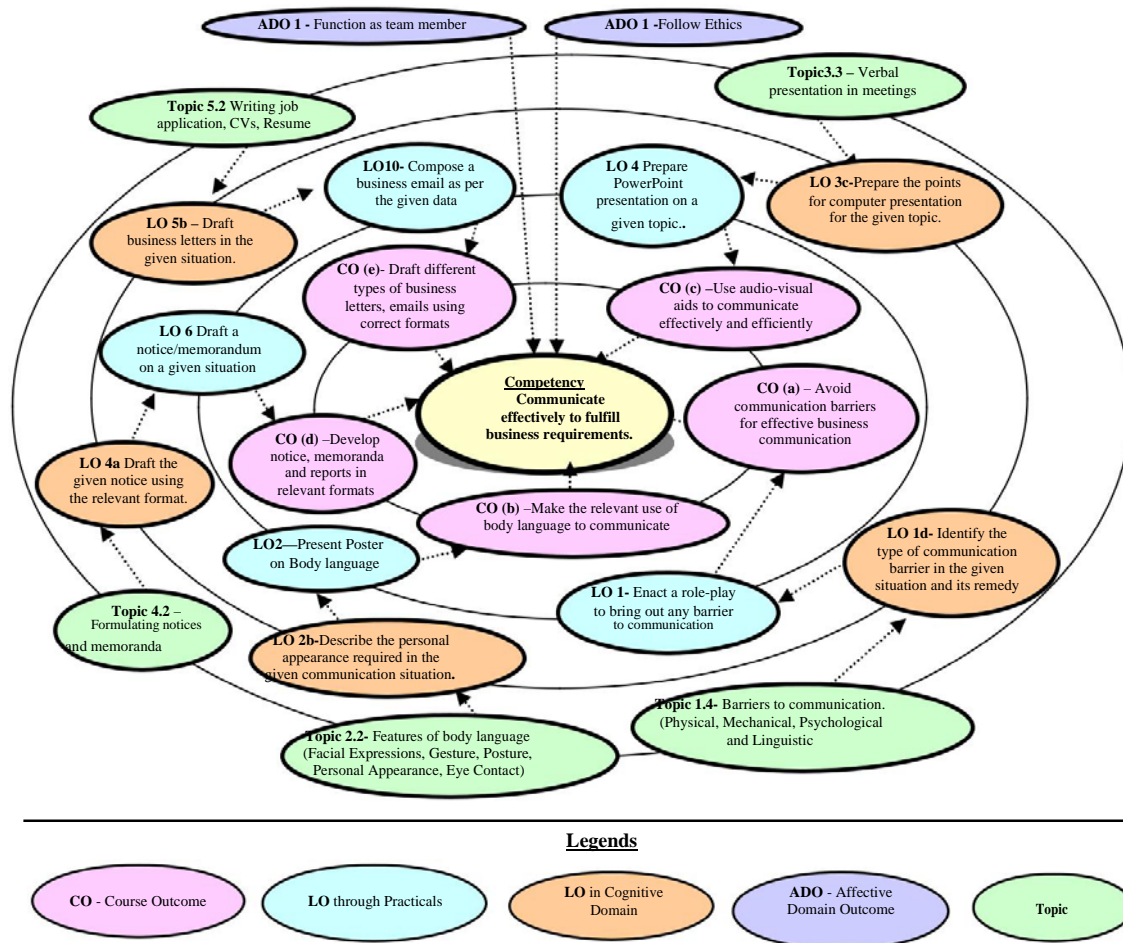 ADO 1 - Function as team member
ADO 1 -Follow Ethics
Topic3.3 – Verbal
presentation in meetings
Topic 5.2 Writing job
application, CVs, Resume
LO10- Compose a
business email as per
the given data
LO 4 Prepare
PowerPoint
presentation on a
given topic..
LO 3c-Prepare the points
for computer presentation
for the given topic.
LO 5b – Draft
business letters in the
given situation.
CO (e)- Draft different
types of business
letters, emails using
correct formats
CO (c) –Use audio-visual
aids to communicate
effectively and efficiently
LO 6 Draft a
notice/memorandum
on a given situation
Competency
Communicate
effectively to fulfill
business requirements.
CO (a) – Avoid
communication barriers
for effective business
communication
CO (d) –Develop
notice, memoranda
and reports in
relevant formats
LO 4a Draft the
given notice using
the relevant format.
CO (b) –Make the relevant use of
body language to communicate
LO2—Present Poster
on Body language
LO 1d- Identify the
type of communication
barrier in the given
situation and its remedy
LO 1- Enact a role-play
to bring out any barrier
to communication
Topic 4.2 –
Formulating notices
and memoranda
LO 2b-Describe the personal
appearance required in the
given communication situation.
Topic 1.4- Barriers to communication.
(Physical, Mechanical, Psychological
and Linguistic
Topic 2.2- Features of body language
(Facial Expressions, Gesture, Posture,
Personal Appearance, Eye Contact)
Legends
CO - Course Outcome
LO through Practicals
LO in Cognitive
Domain
ADO - Affective
Domain Outcome
Topic